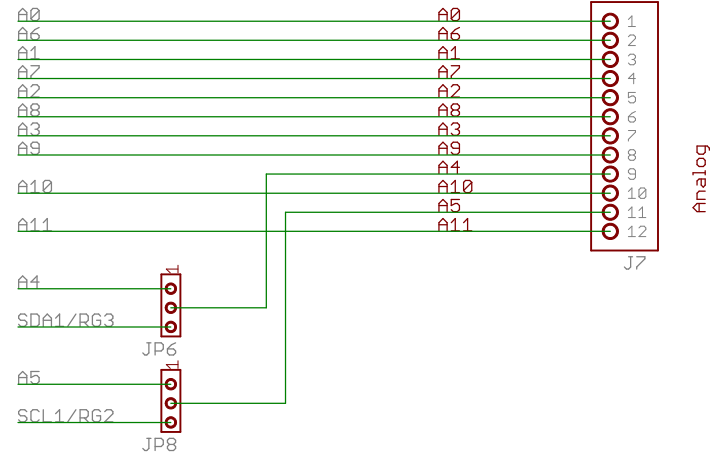 A0 A0 1
A6 A6 2
A1 A1 3
A7 A7 4
A2 A2 5
A8 A8 6
A3 A3 7
A9 A9 8
A4 9
A10 A10 10
A5 11
A11 A11 12
Analog
J7
1
A4
SDA1/RG3
JP6
1
A5
SCL1/RG2
JP8